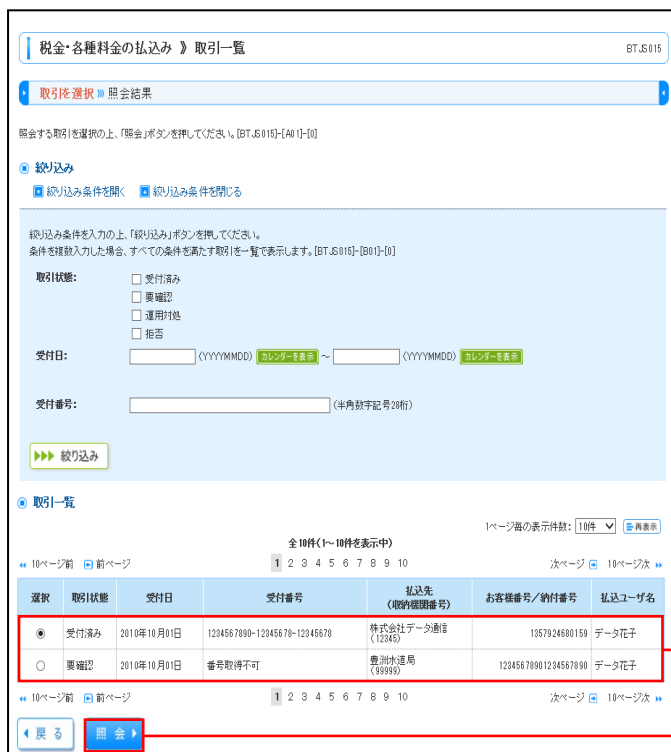 税金・各種料金の払込み 》 取引一覧 BTJS015
取引を選択 》》 照会結果
照会する取引を選択の上、「照会」ボタンを押してください。[BTJS015]-[A01]-[0]
絞り込み
絞り込み条件を開く 絞り込み条件を閉じる
絞り込み条件を入力の上、「絞り込み」ボタンを押してください。
条件を複数入力した場合、すべての条件を満たす取引を一覧で表示します。[BTJS015]-[B01]-[0]
取引状態: 受付済み
要確認
運用対処
拒否
受付日: (YYYYMMDD) カレンダーを表示 ~ (YYYYMMDD) カレンダーを表示
受付番号: (半角数字記号28桁)
絞り込み
取引一覧
1ページ毎の表示件数: 10件 再表示
全10件(1~10件を表示中)
10ページ前 前ページ 1 2 3 4 5 6 7 8 9 10 次ページ 10ページ次
選択 取引状態 受付日 受付番号 払込先(収納機関番号) お客様番号/納付番号 払込ユーザ名
受付済み 2010年10月01日 1234567890-12345678-12345678 株式会社データ通信(12345) 1357924680159 データ花子
要確認 2010年10月01日 番号取得不可 豊洲水道局(99999) 12345678901234567890 データ花子
10ページ前 前ページ 1 2 3 4 5 6 7 8 9 10 次ページ 10ページ次
戻る 照会